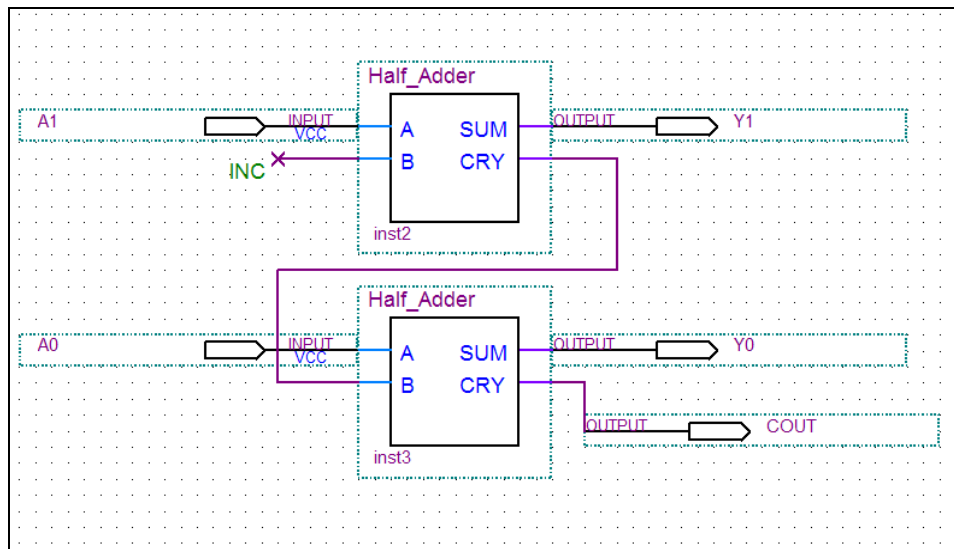 Half_Adder
A1 INPUT VCC A SUM OUTPUT Y1
INC B CRY
inst2
Half_Adder
A0 INPUT VCC A SUM OUTPUT Y0
B CRY
OUTPUT COUT
inst3